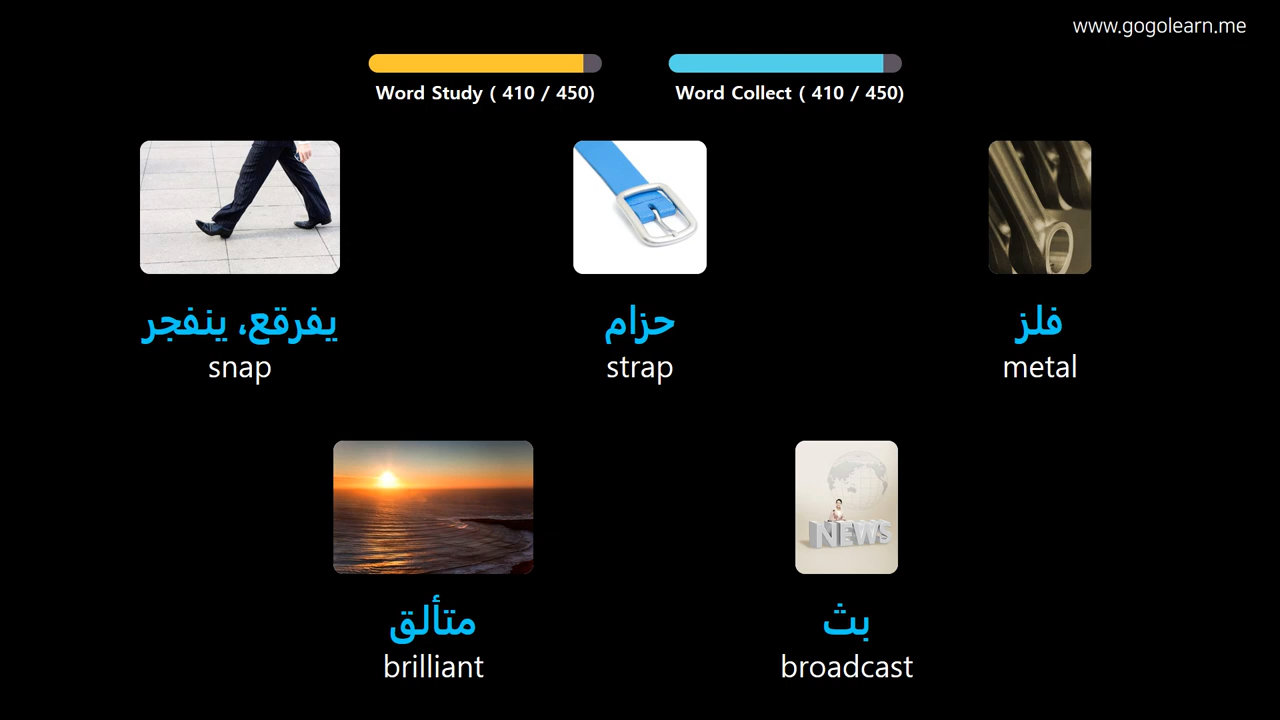 www.gogolearn.me
Word Study ( 410 / 450)
Word Collect ( 410 / 450)
يفرقع، ينفجر
snap
حزام
strap
فلز
metal
متألق
brilliant
NEWS
بث
broadcast